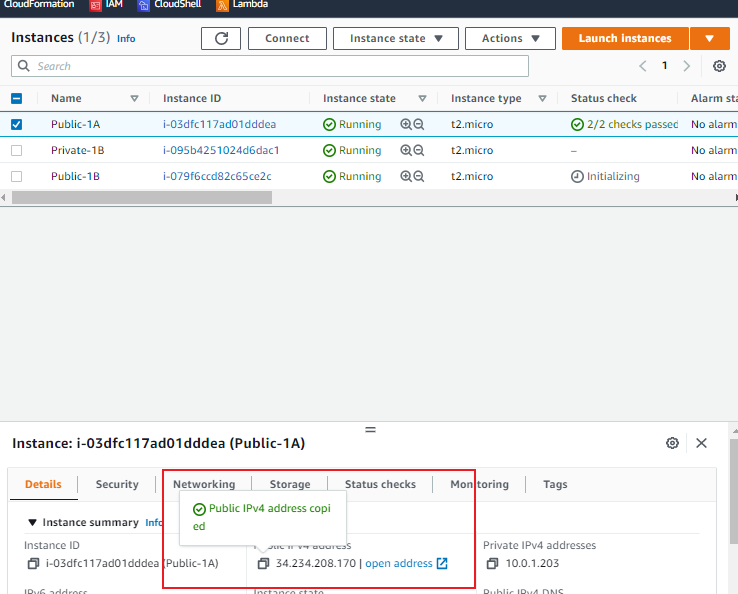 CloudFormation IAM CloudShell Lambda
Instances (1/3) Info Connect Instance state Actions Launch instances
Search 1
Name Instance ID Instance state Instance type Status check Alarm sta
Public-1A i-03dfc117ad01dddea Running t2.micro 2/2 checks passed No alarm
Private-1B i-095b4251024d6dac1 Running t2.micro – No alarm
Public-1B i-079f6ccd82c65ce2c Running t2.micro Initializing No alarm
Instance: i-03dfc117ad01dddea (Public-1A)
Details Security Networking Storage Status checks Monitoring Tags
Public IPv4 address copi
ed
Instance summary Info
Instance ID Public IPv4 address Private IPv4 addresses
i-03dfc117ad01dddea (Public-1A) 34.234.208.170 | open address 10.0.1.203
IPv6 address Instance state Public IPv4 DNS